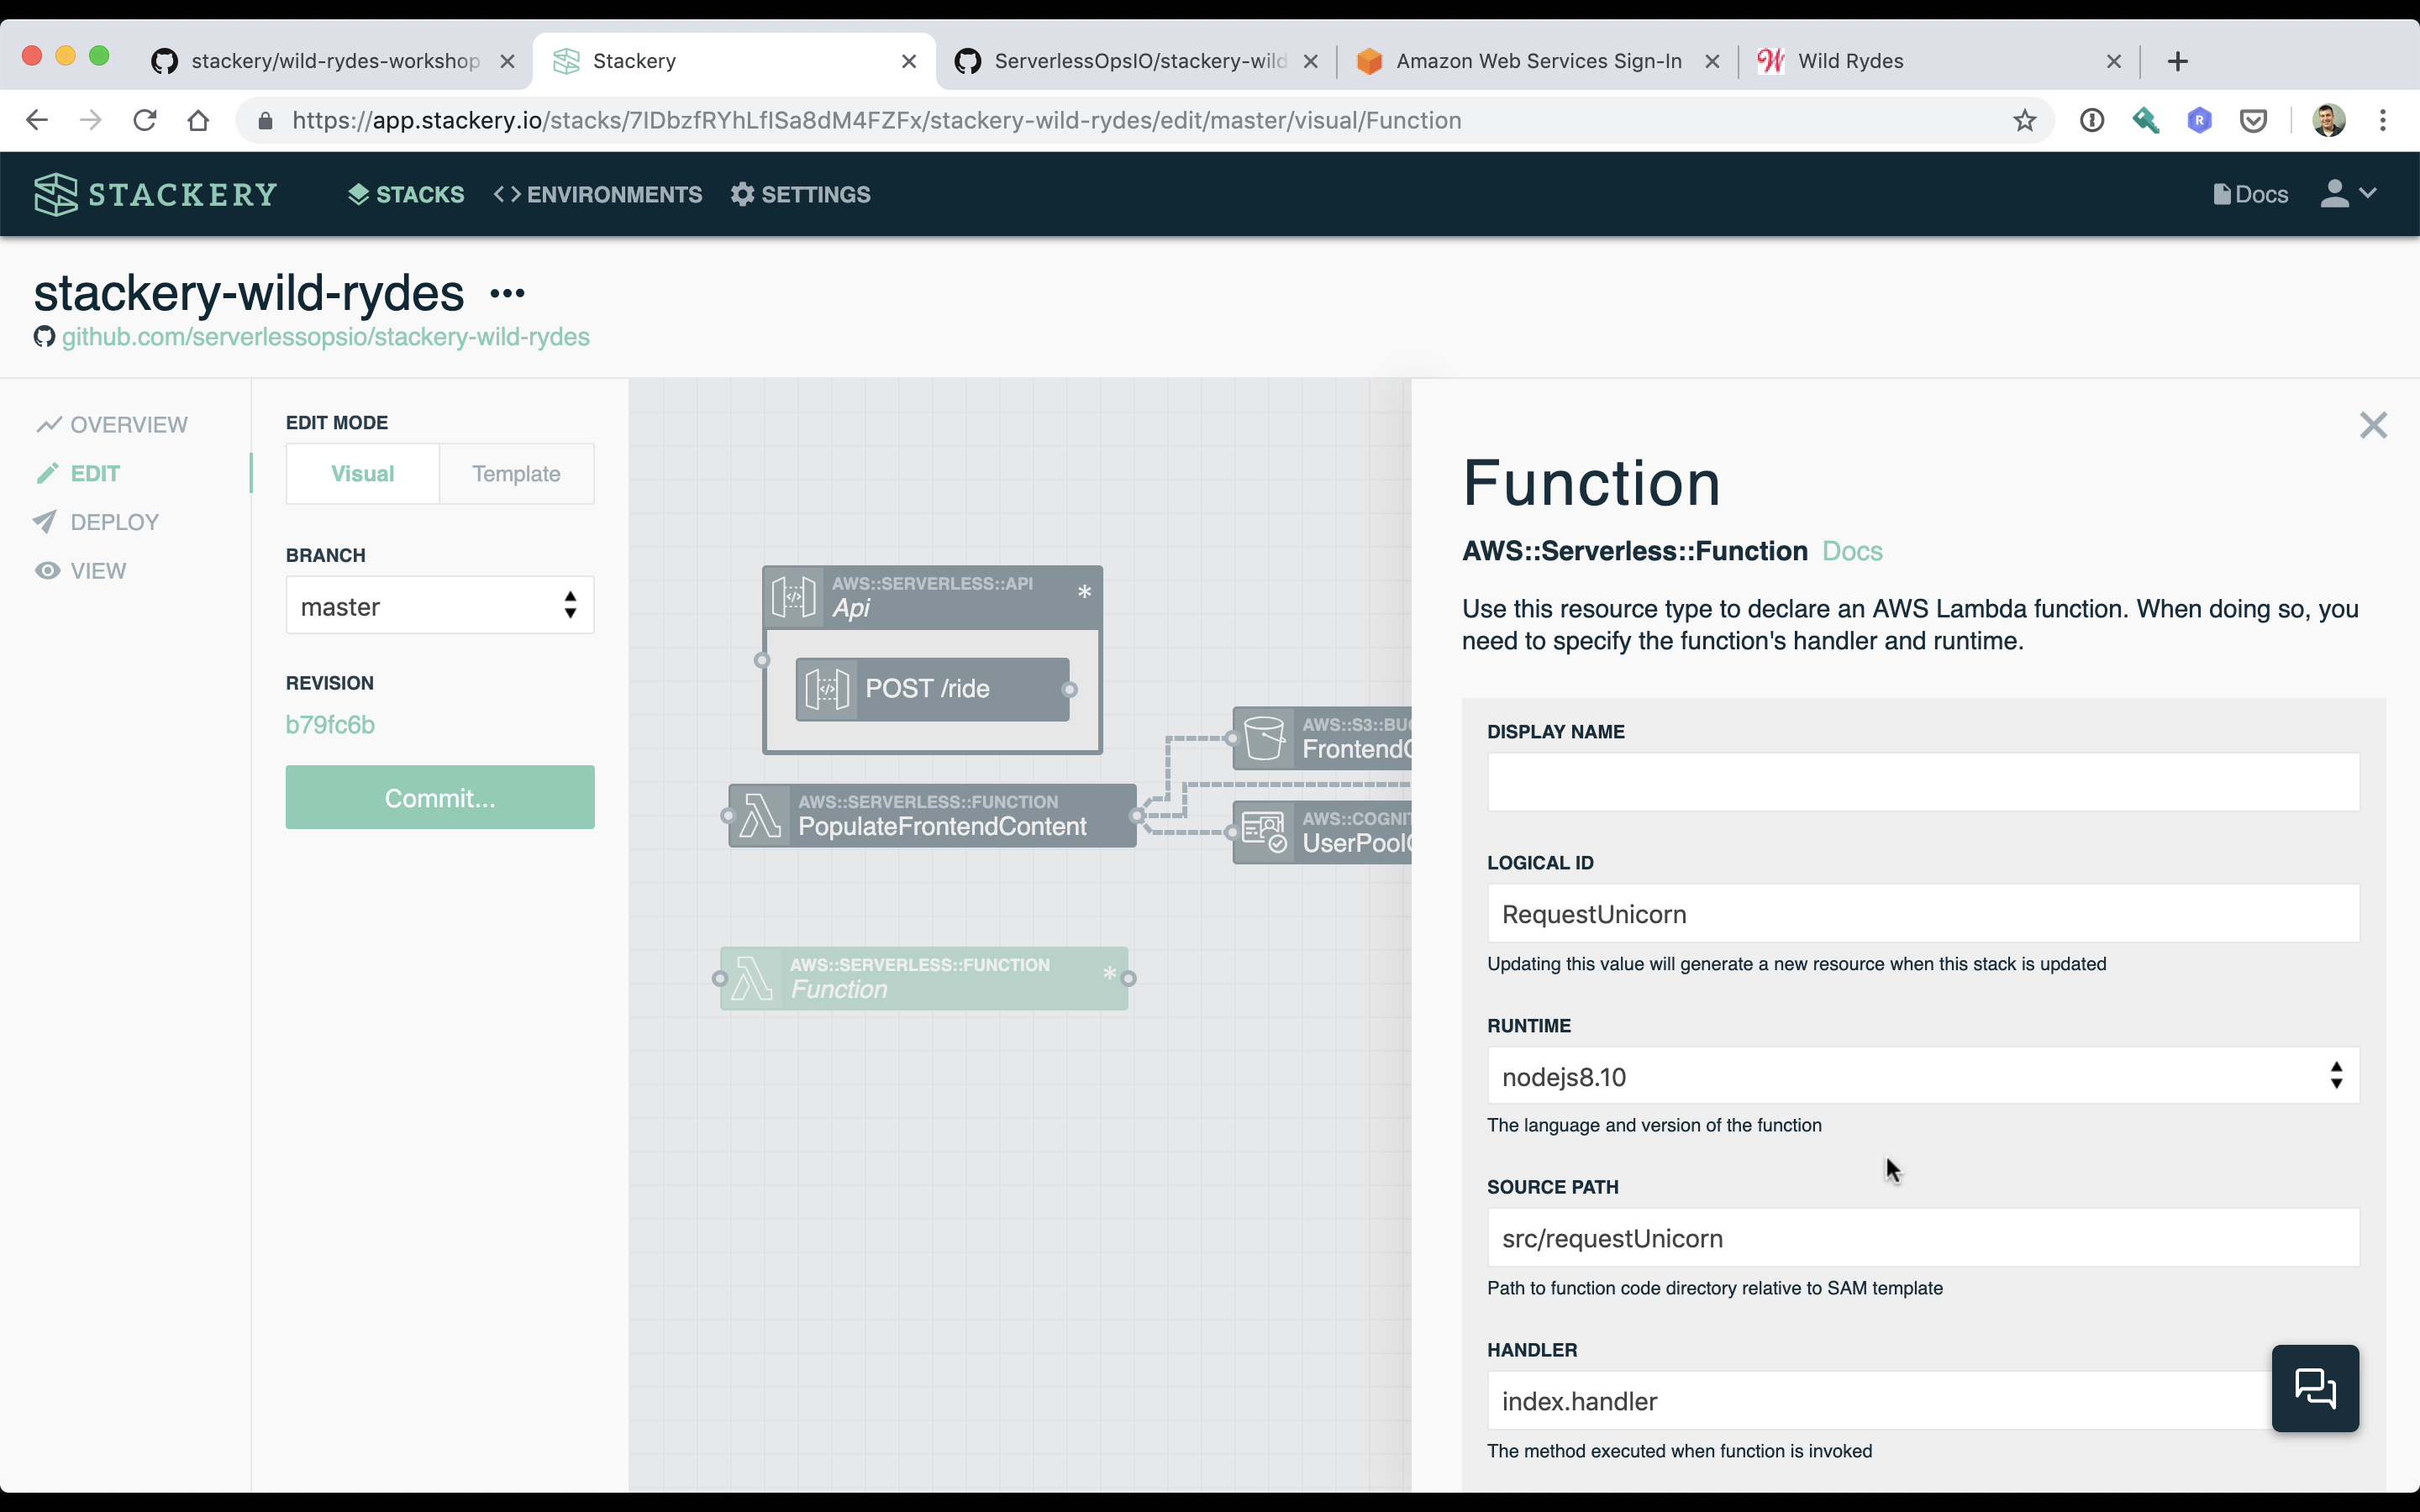 stackery/wild-rydes-workshop
Stackery
ServerlessOpsIO/stackery-wild
Amazon Web Services Sign-In
Wild Rydes
https://app.stackery.io/stacks/7IDbzfRYhLflSa8dM4FZFx/stackery-wild-rydes/edit/master/visual/Function
STACKERY
STACKS
ENVIRONMENTS
SETTINGS
Docs
stackery-wild-rydes
github.com/serverlessopsio/stackery-wild-rydes
OVERVIEW
EDIT
DEPLOY
VIEW
EDIT MODE
Visual
Template
BRANCH
master
REVISION
b79fc6b
Commit...
AWS::SERVERLESS::API
Api
*
POST /ride
AWS::S3::BU
Frontend
AWS::SERVERLESS::FUNCTION
PopulateFrontendContent
AWS::COGNIT
UserPool
AWS::SERVERLESS::FUNCTION
Function
*
Function
AWS::Serverless::Function Docs
Use this resource type to declare an AWS Lambda function. When doing so, you
need to specify the function's handler and runtime.
DISPLAY NAME
LOGICAL ID
RequestUnicorn
Updating this value will generate a new resource when this stack is updated
RUNTIME
nodejs8.10
The language and version of the function
SOURCE PATH
src/requestUnicorn
Path to function code directory relative to SAM template
HANDLER
index.handler
The method executed when function is invoked